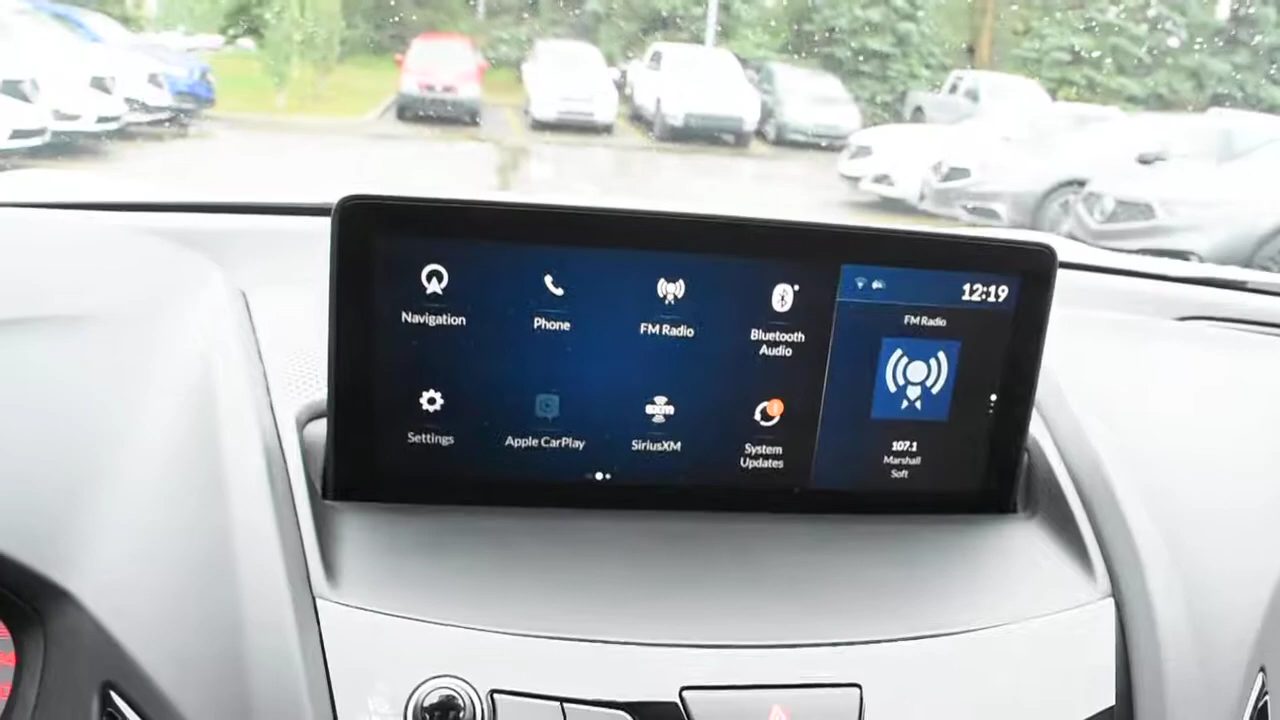 12:19
Navigation
Phone
FM Radio
Bluetooth
Audio
FM Radio
Settings
Apple CarPlay
SiriusXM
System
Updates
sxm
107.1
Marshall
Soft